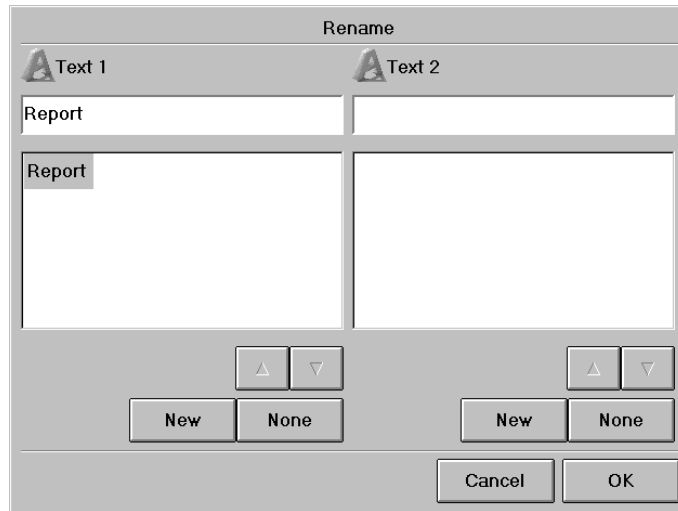 Rename
Text 1
Text 2
Report
Report
New
None
New
None
Cancel
OK